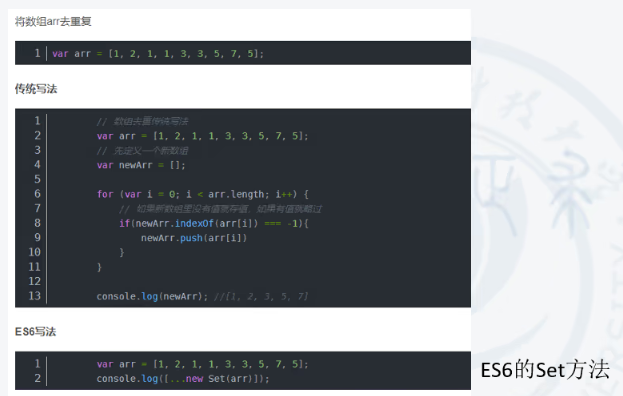 将数组arr去重复
1 var arr = [1, 2, 1, 1, 3, 3, 5, 7, 5];
传统写法
1 // 数组去重传统写法
2 var arr = [1, 2, 1, 1, 3, 3, 5, 7, 5];
3 // 先定义一个新数组
4 var newArr = [];
5
6 for (var i = 0; i < arr.length; i++) {
7 // 如果新数组里没有值就存值，如果有值就略过
8 if(newArr.indexOf(arr[i]) === -1){
9 newArr.push(arr[i])
10 }
11 }
12
13 console.log(newArr); //[1, 2, 3, 5, 7]
ES6写法
1 var arr = [1, 2, 1, 1, 3, 3, 5, 7, 5];
2 console.log([...new Set(arr)]);
ES6的Set方法